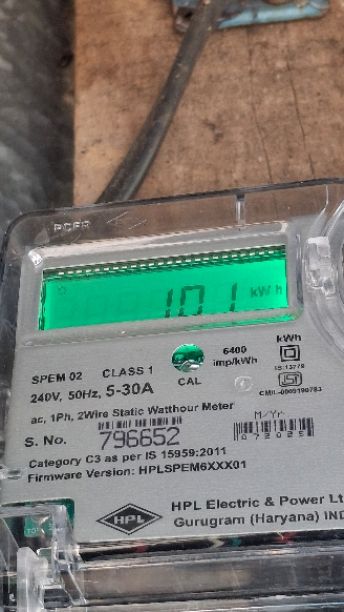 10.1 kWh
6400
imp/kWh
kWh
SPEM 02 CLASS 1
CAL
240V, 50Hz, 5-30A
ac, 1Ph, 2Wire Static Watthour Meter
M/Yr
S. No. 796652
Category C3 as per IS 15959:2011
Firmware Version: HPLSPEM6XXX01
HPL
HPL Electric & Power Lt
Gurugram (Haryana) IND